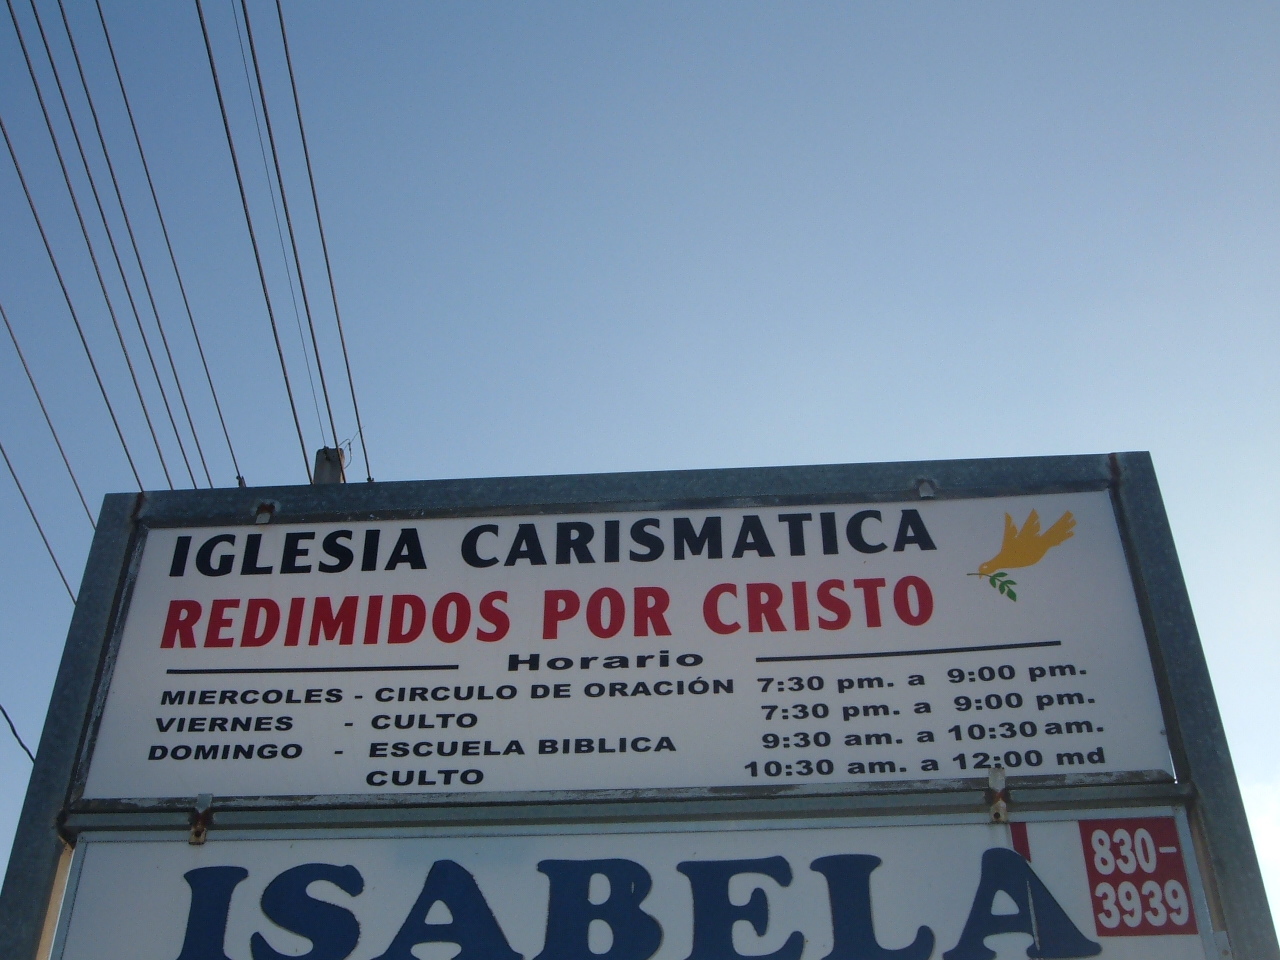 IGLESIA CARISMATICA
REDIMIDOS POR CRISTO
Horario
MIERCOLES - CIRCULO DE ORACIÓN 7:30 pm. a 9:00 pm.
VIERNES - CULTO 7:30 pm. a 9:00 pm.
DOMINGO - ESCUELA BIBLICA 9:30 am. a 10:30 am.
CULTO 10:30 am. a 12:00 md
ISABELA
830-
3939